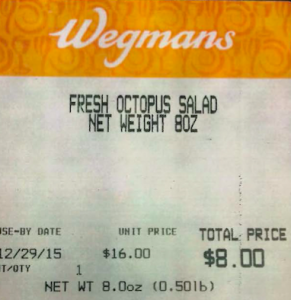 Wegmans
FRESH OCTOPUS SALAD
NET WEIGHT 8OZ
USE-BY DATE UNIT PRICE TOTAL PRICE
12/29/15 $16.00 $8.00
T/QTY 1
NET WT 8.0oz (0.50lb)